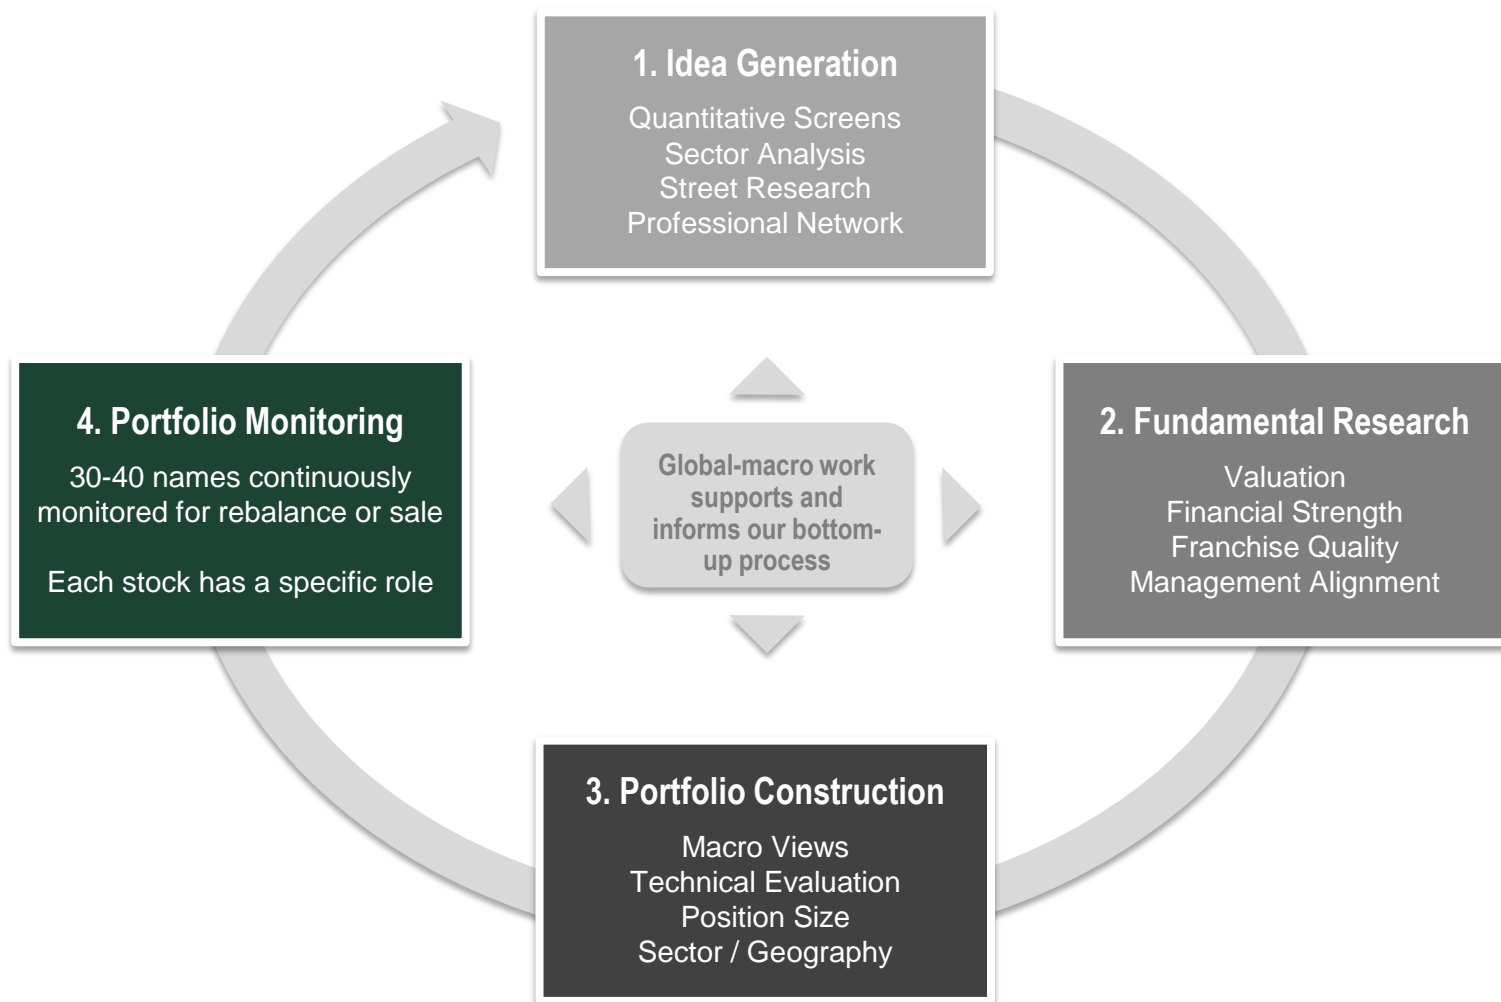 1. Idea Generation
Quantitative Screens
Sector Analysis
Street Research
Professional Network
2. Fundamental Research
Valuation
Financial Strength
Franchise Quality
Management Alignment
3. Portfolio Construction
Macro Views
Technical Evaluation
Position Size
Sector / Geography
4. Portfolio Monitoring
30-40 names continuously
monitored for rebalance or sale
Each stock has a specific role
Global-macro work
supports and
informs our bottom-
up process